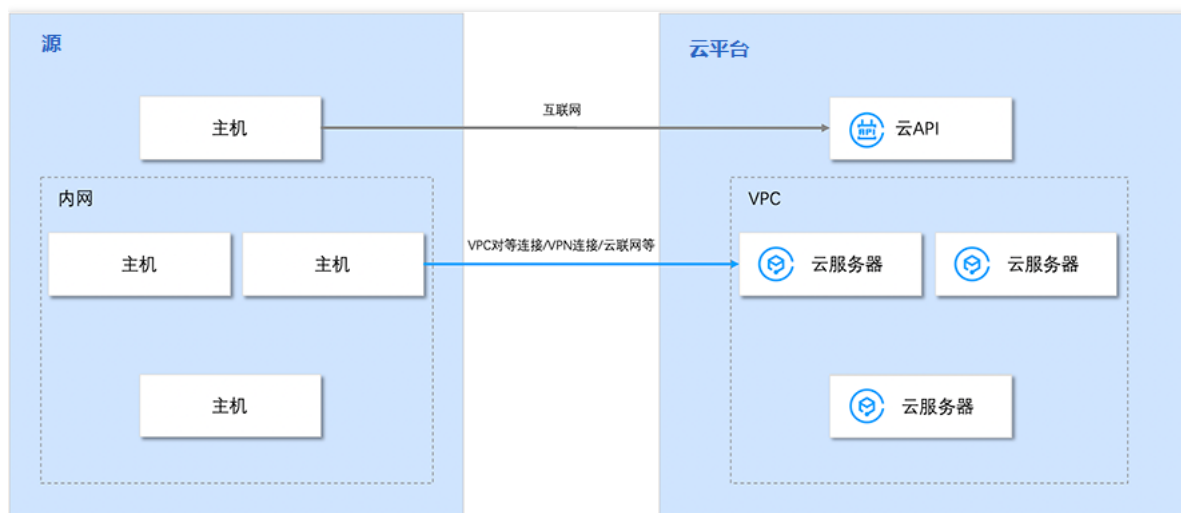 源
云平台
互联网
主机
API
云API
内网
VPC
VPC对等连接/VPN连接/云联网等
主机
主机
云服务器
云服务器
主机
云服务器